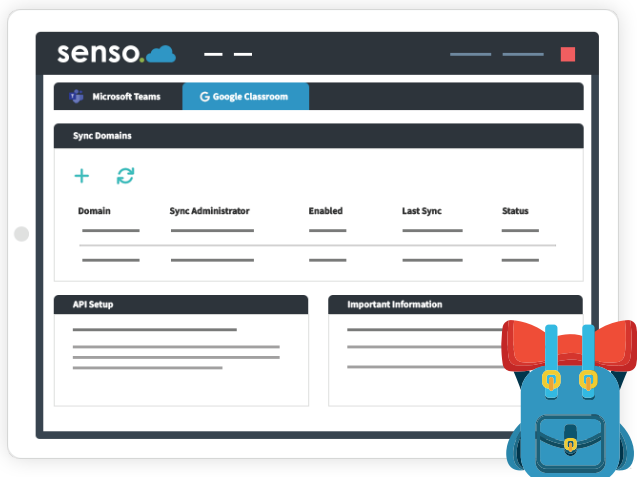 senso.
Microsoft Teams
Google Classroom
Sync Domains
Domain Sync Administrator Enabled Last Sync Status
API Setup
Important Information